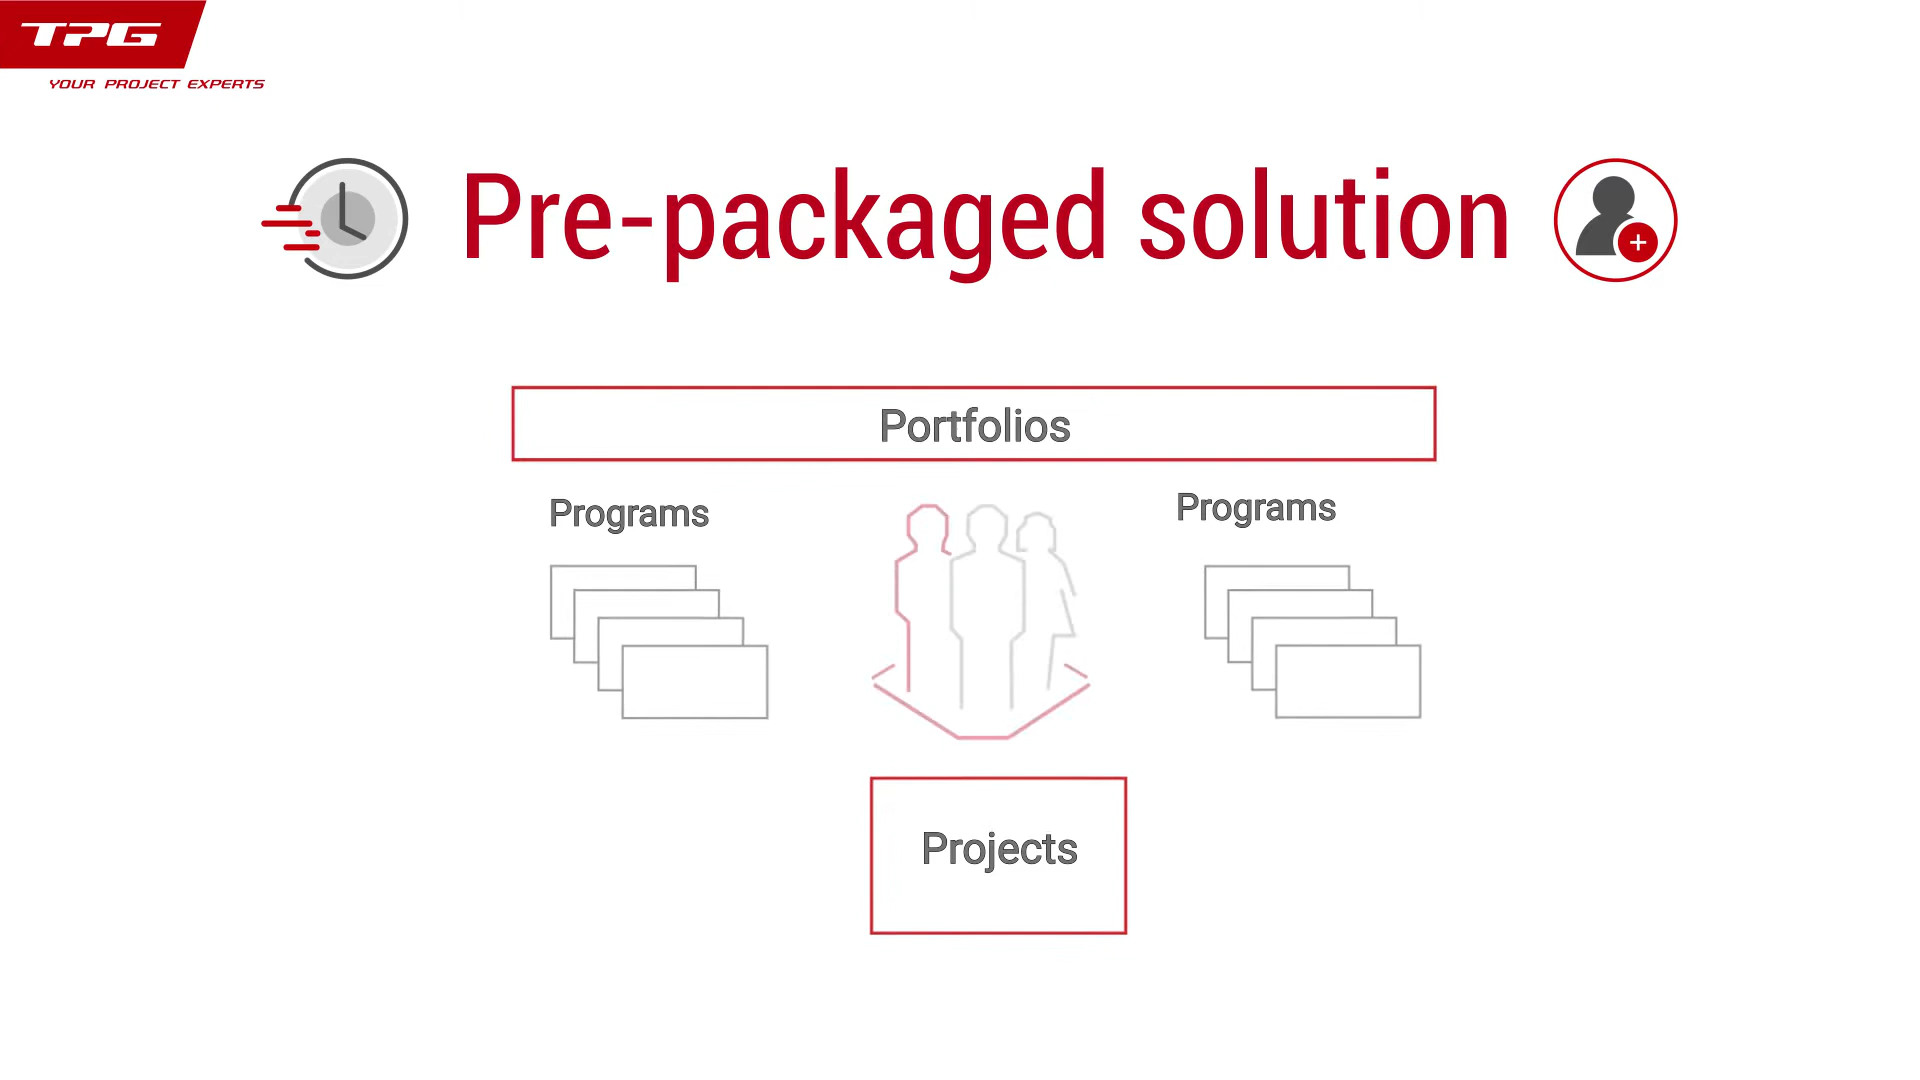 TPG
YOUR PROJECT EXPERTS
Pre-packaged solution
Portfolios
Programs
Programs
Projects